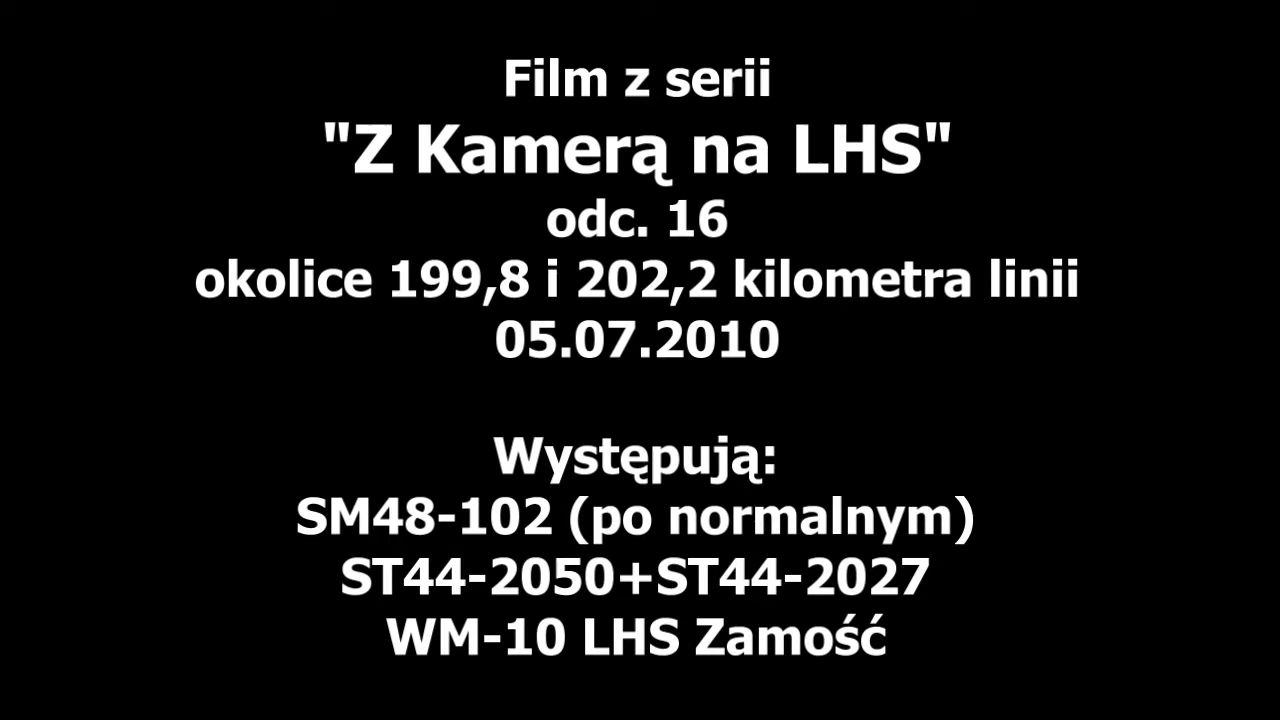 Film z serii
"Z Kamerą na LHS"
odc. 16
okolice 199,8 i 202,2 kilometra linii
05.07.2010
Występują:
SM48-102 (po normalnym)
ST44-2050+ST44-2027
WM-10 LHS Zamość